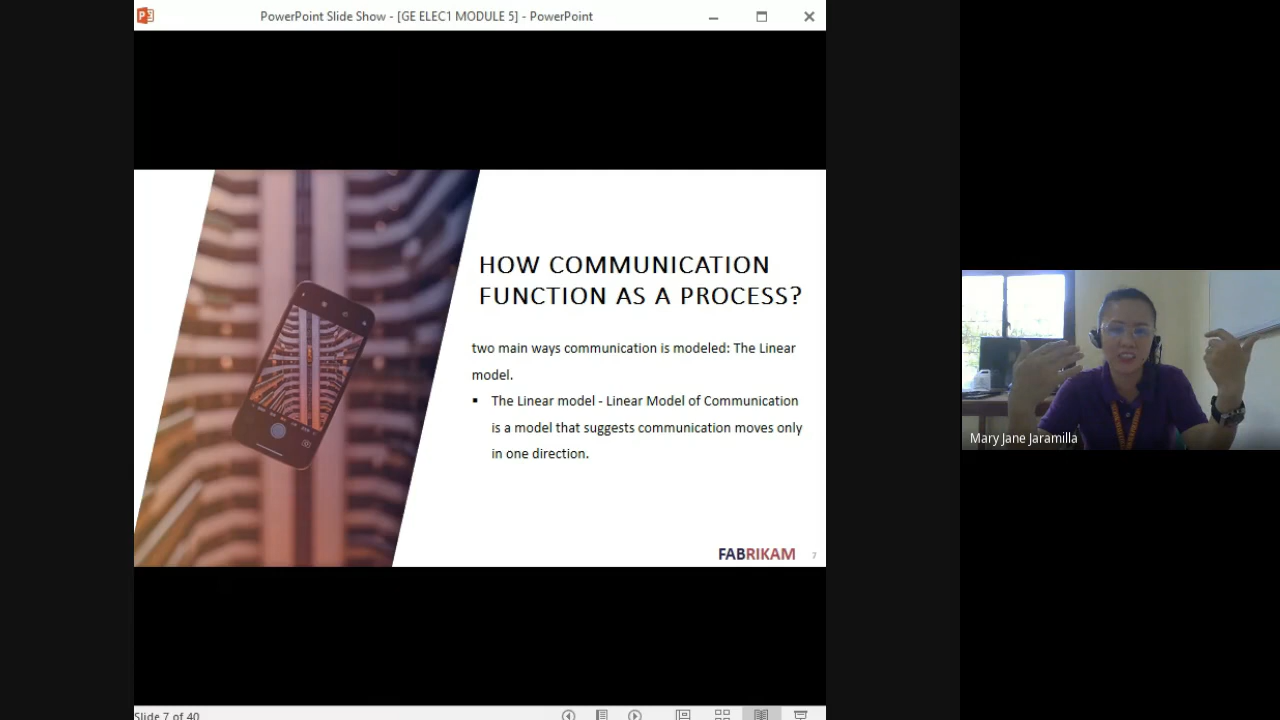 PowerPoint Slide Show - [GE ELEC1 MODULE 5] - PowerPoint
HOW COMMUNICATION
FUNCTION AS A PROCESS?
two main ways communication is modeled: The Linear
model.
▪ The Linear model - Linear Model of Communication
is a model that suggests communication moves only
in one direction.
FABRIKAM
7
Mary Jane Jaramilla
Slide 7 of 40